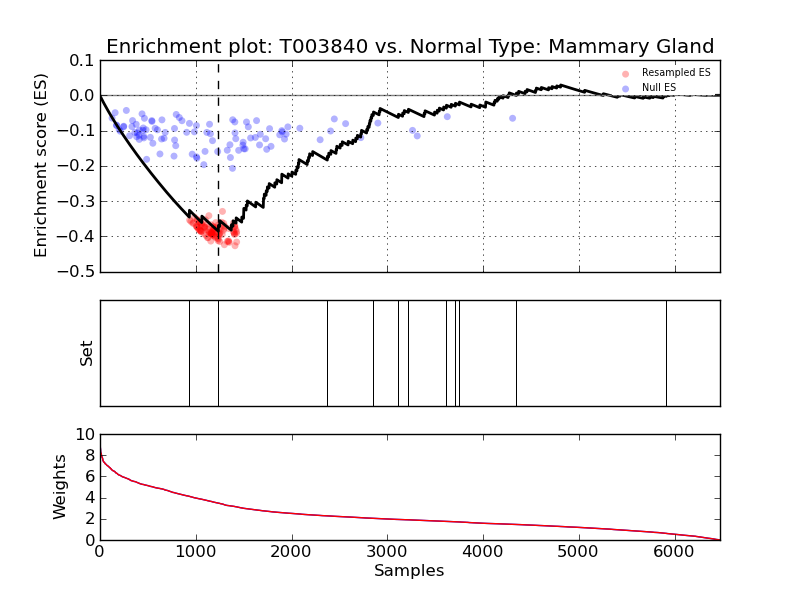 Enrichment plot: T003840 vs. Normal Type: Mammary Gland
Enrichment score (ES)
0.1
0.0
−0.1
−0.2
−0.3
−0.4
−0.5
Resampled ES
Null ES
Set
Weights
10
8
6
4
2
0
0 1000 2000 3000 4000 5000 6000
Samples